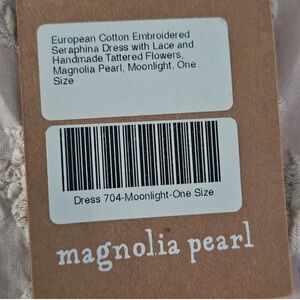 European Cotton Embroidered
Seraphina Dress with Lace and
Handmade Tattered Flowers,
Magnolia Pearl, Moonlight, One
Size
Dress 704-Moonlight-One Size
magnolia pearl